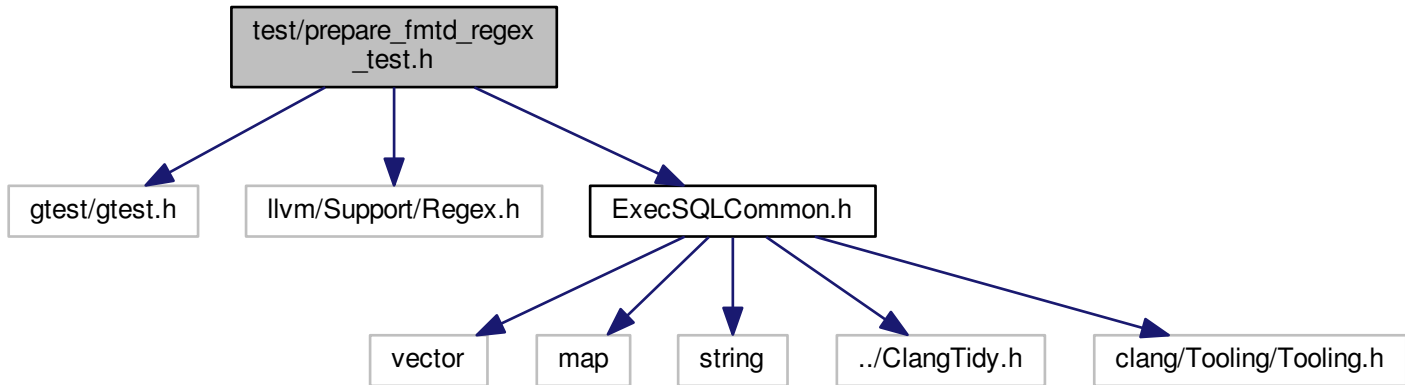 test/prepare_fmtd_regex
_test.h
gtest/gtest.h
llvm/Support/Regex.h
ExecSQLCommon.h
vector
map
string
../ClangTidy.h
clang/Tooling/Tooling.h